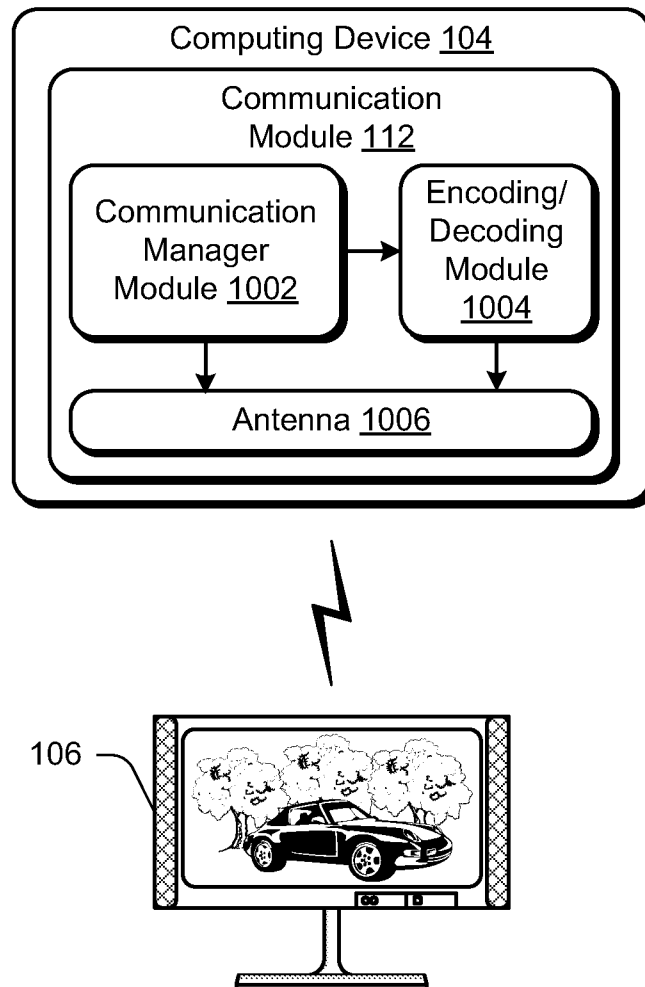 Computing Device 104
Communication
Module 112
Communication
Manager
Module 1002
Encoding/
Decoding
Module
1004
Antenna 1006
106